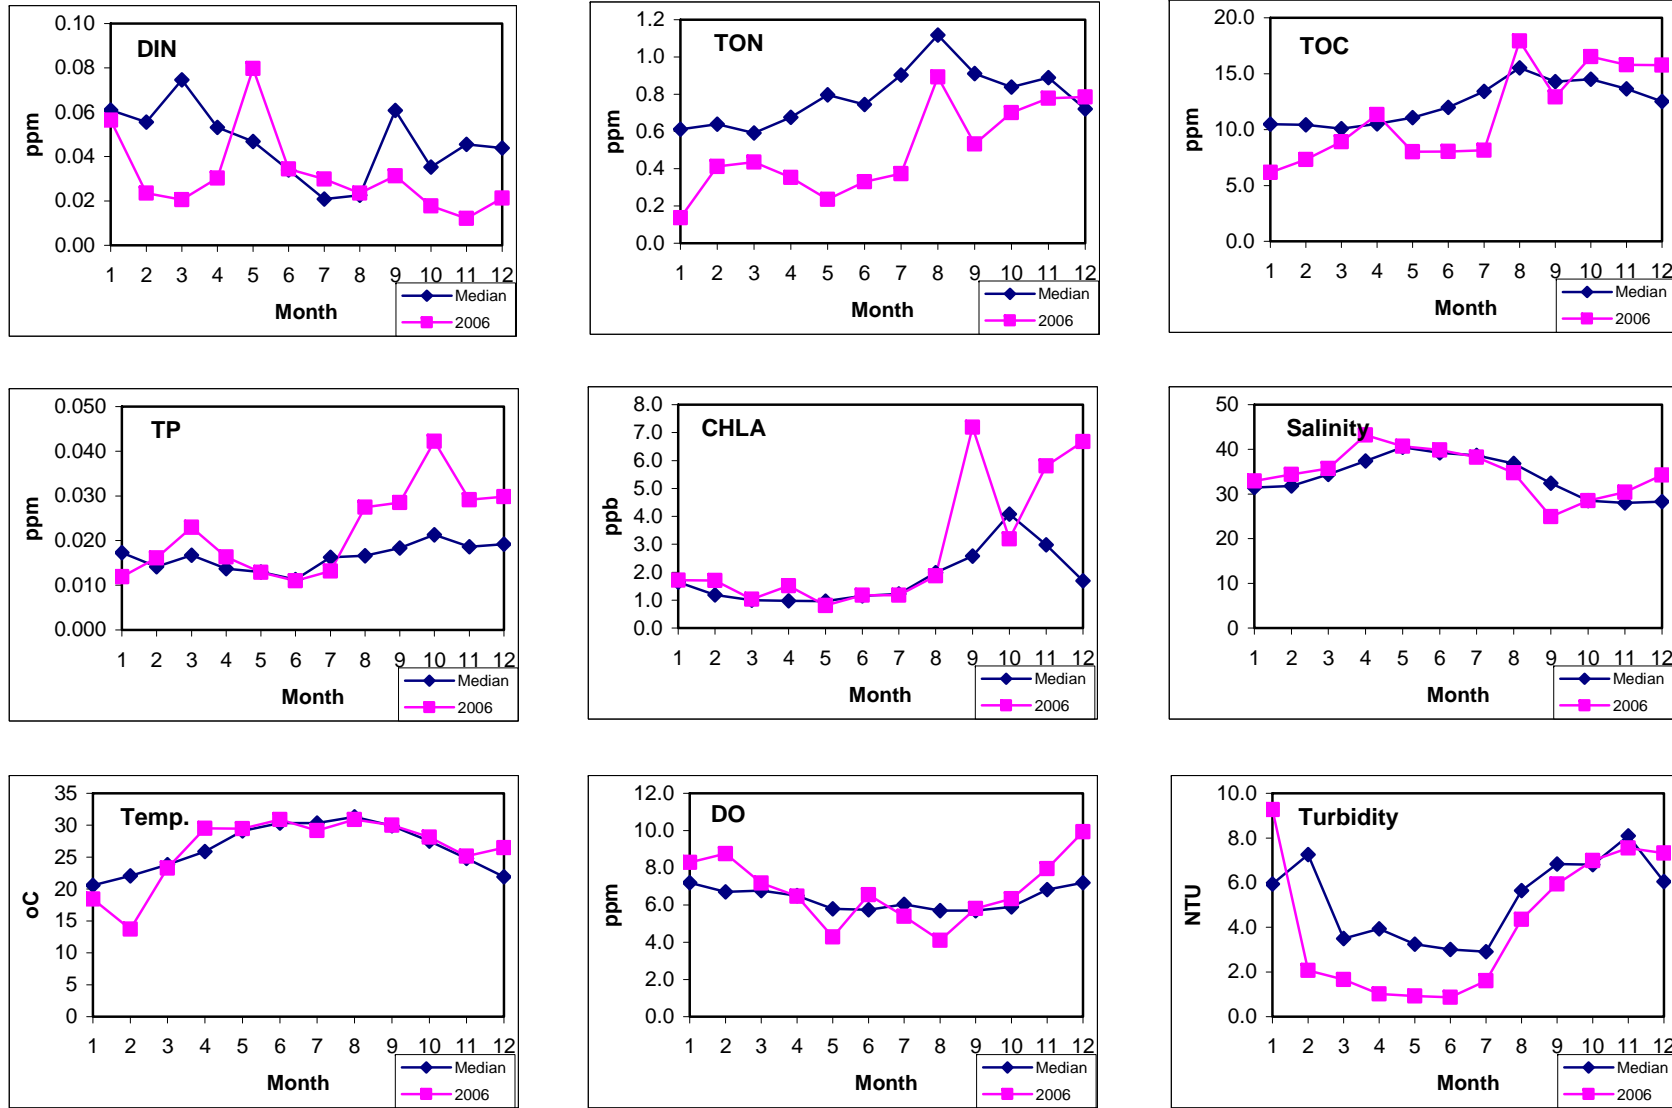 DIN
ppm
0.10
0.08
0.06
0.04
0.02
0.00
1 2 3 4 5 6 7 8 9 10 11 12
Month
Median
2006
TON
ppm
1.2
1.0
0.8
0.6
0.4
0.2
0.0
1 2 3 4 5 6 7 8 9 10 11 12
Month
Median
2006
TOC
ppm
20.0
15.0
10.0
5.0
0.0
1 2 3 4 5 6 7 8 9 10 11 12
Month
Median
2006
TP
ppm
0.050
0.040
0.030
0.020
0.010
0.000
1 2 3 4 5 6 7 8 9 10 11 12
Month
Median
2006
CHLA
ppb
8.0
7.0
6.0
5.0
4.0
3.0
2.0
1.0
0.0
1 2 3 4 5 6 7 8 9 10 11 12
Month
Median
2006
Salinity
50
40
30
20
10
0
1 2 3 4 5 6 7 8 9 10 11 12
Month
Median
2006
Temp.
oC
35
30
25
20
15
10
5
0
1 2 3 4 5 6 7 8 9 10 11 12
Month
Median
2006
DO
ppm
12.0
10.0
8.0
6.0
4.0
2.0
0.0
1 2 3 4 5 6 7 8 9 10 11 12
Month
Median
2006
Turbidity
NTU
10.0
8.0
6.0
4.0
2.0
0.0
1 2 3 4 5 6 7 8 9 10 11 12
Month
Median
2006